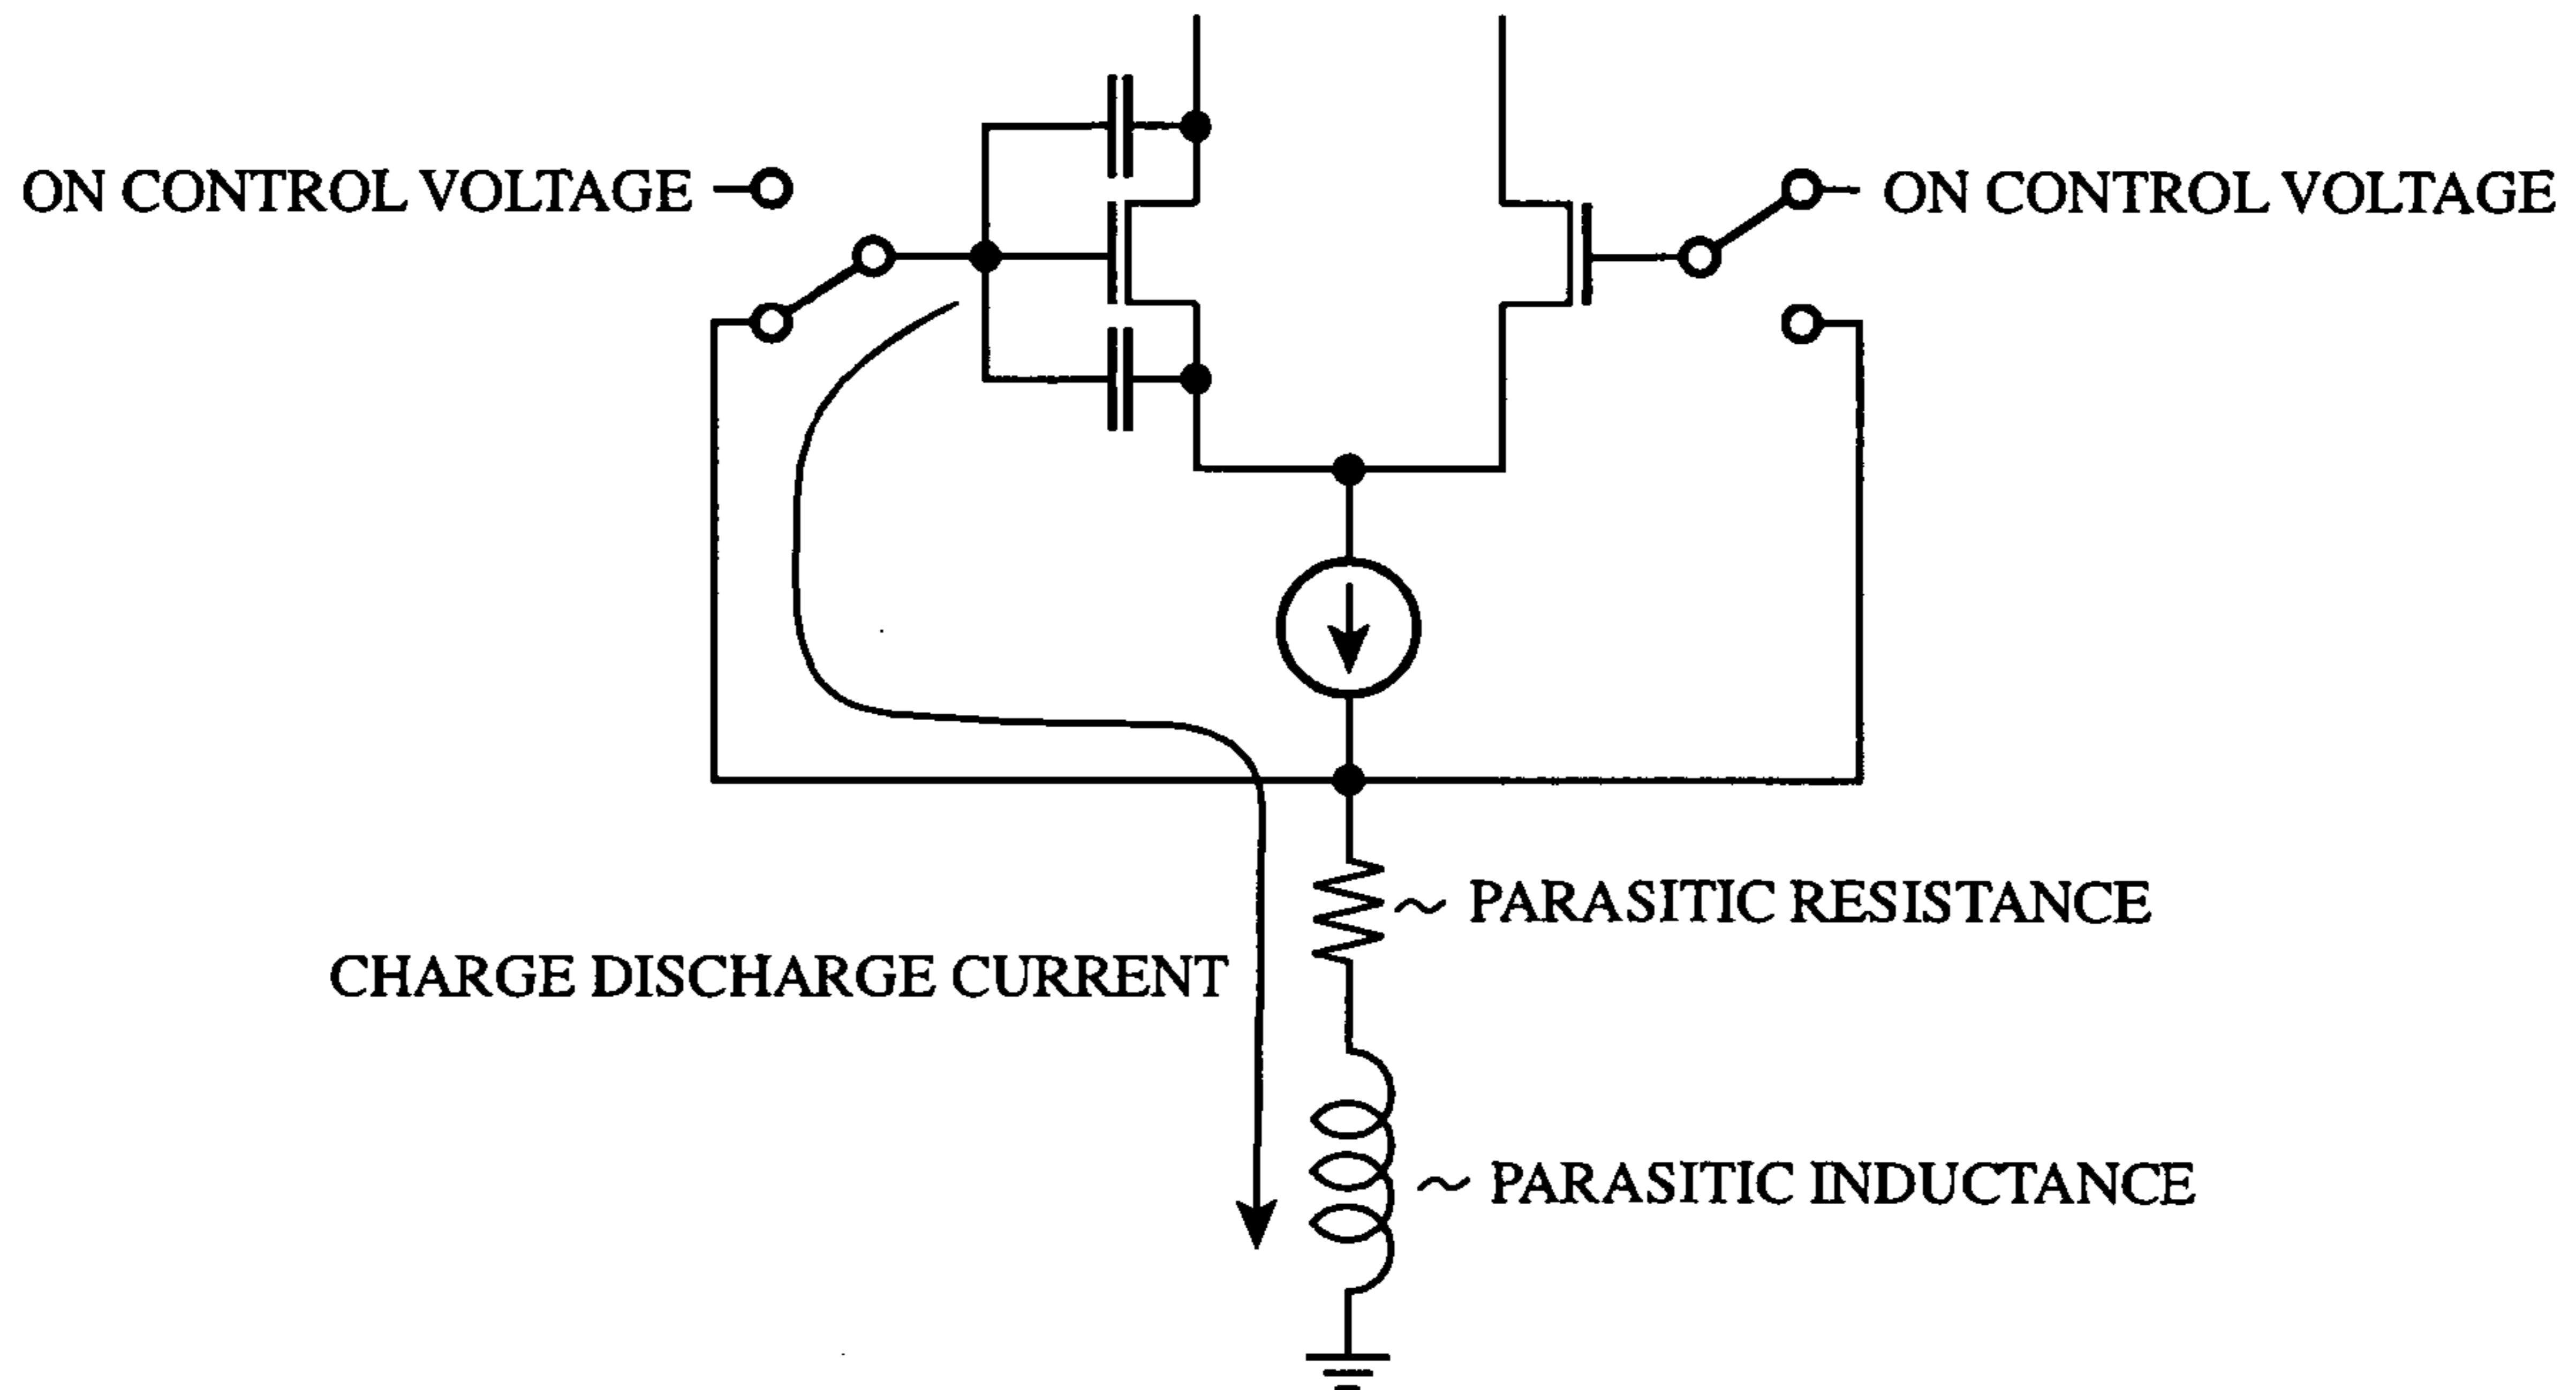 ON CONTROL VOLTAGE
ON CONTROL VOLTAGE
PARASITIC RESISTANCE
CHARGE DISCHARGE CURRENT
PARASITIC INDUCTANCE